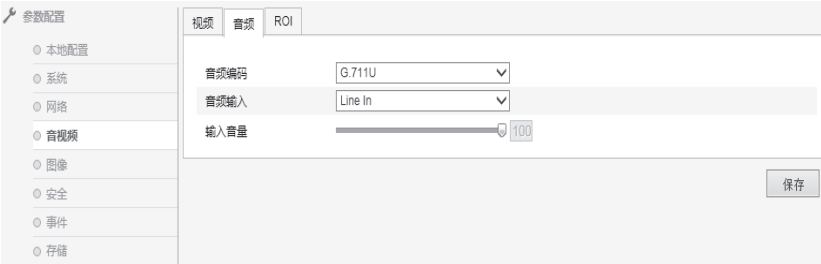 参数配置
本地配置
系统
网络
音视频
图像
安全
事件
存储
视频 音频 ROI
音频编码 G.711U
音频输入 Line In
输入音量 100
保存